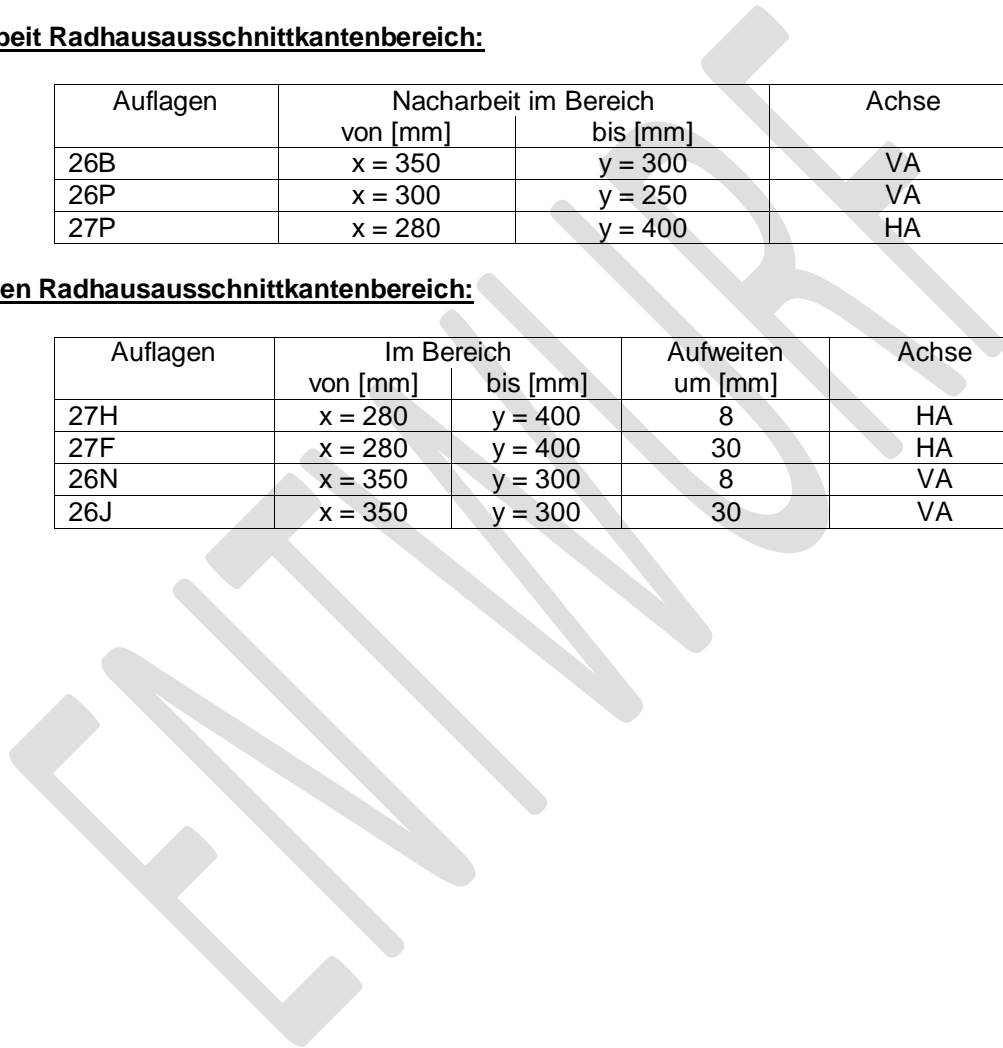 beit Radhausausschnittkantenbereich:
Auflagen Nacharbeit im Bereich Achse
von [mm] bis [mm]
26B x = 350 y = 300 VA
26P x = 300 y = 250 VA
27P x = 280 y = 400 HA
en Radhausausschnittkantenbereich:
Auflagen Im Bereich Aufweiten Achse
von [mm] bis [mm] um [mm]
27H x = 280 y = 400 8 HA
27F x = 280 y = 400 30 HA
26N x = 350 y = 300 8 VA
26J x = 350 y = 300 30 VA
ENTWURF